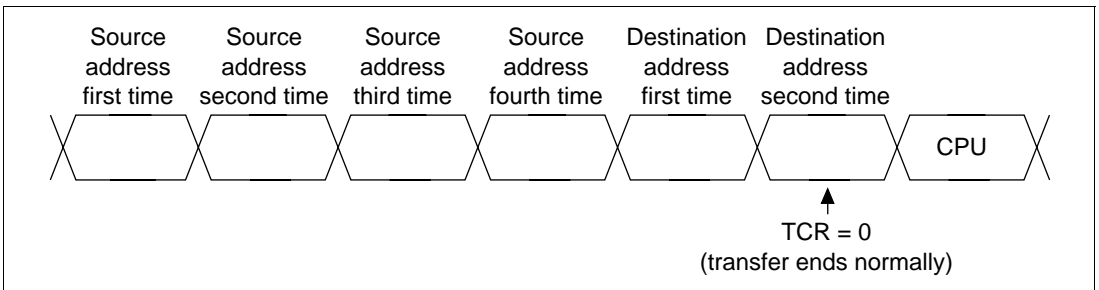 Source
address
first time
Source
address
second time
Source
address
third time
Source
address
fourth time
Destination
address
first time
Destination
address
second time
CPU
TCR = 0
(transfer ends normally)